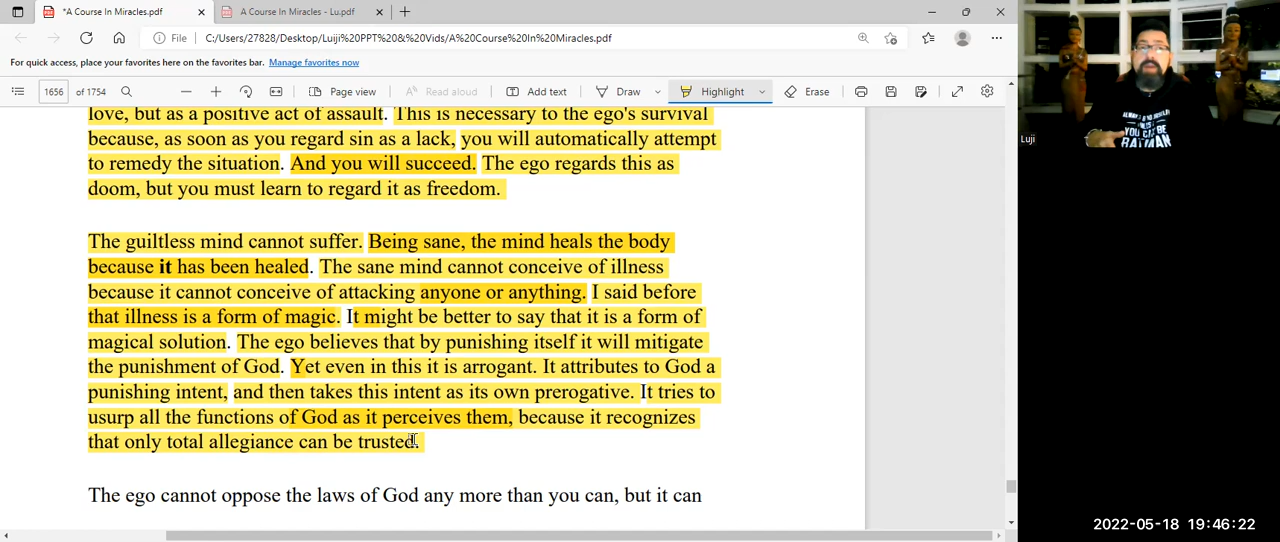 *A Course In Miracles.pdf
A Course In Miracles - Lu.pdf
File
C:/Users/27828/Desktop/Luiji%20PPT%20&%20Vids/A%20Course%20In%20Miracles.pdf
For quick access, place your favorites here on the favorites bar. Manage favorites now
1656 of 1754
Page view
Read aloud
Add text
Draw
Highlight
Erase
love, but as a positive act of assault. This is necessary to the ego's survival
because, as soon as you regard sin as a lack, you will automatically attempt
to remedy the situation. And you will succeed. The ego regards this as
doom, but you must learn to regard it as freedom.
The guiltless mind cannot suffer. Being sane, the mind heals the body
because it has been healed. The sane mind cannot conceive of illness
because it cannot conceive of attacking anyone or anything. I said before
that illness is a form of magic. It might be better to say that it is a form of
magical solution. The ego believes that by punishing itself it will mitigate
the punishment of God. Yet even in this it is arrogant. It attributes to God a
punishing intent, and then takes this intent as its own prerogative. It tries to
usurp all the functions of God as it perceives them, because it recognizes
that only total allegiance can be trusted.
The ego cannot oppose the laws of God any more than you can, but it can
Luji
YOU CAN BE
BATMAN
2022-05-18 19:46:22